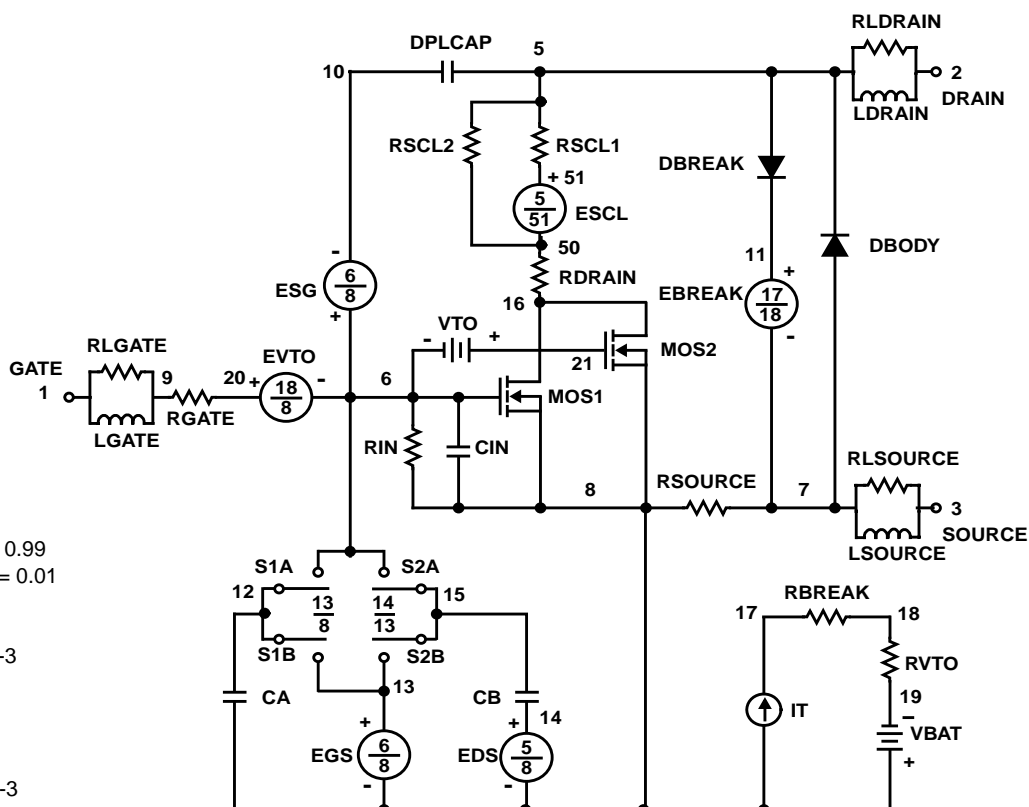 RLDRAIN
DPLCAP 5
10 2
DRAIN
LDRAIN
RSCL2 RSCL1
DBREAK
+ 51
5
51
ESCL
50
DBODY
11
-
6
8
ESG
+
RDRAIN
+
EBREAK
17
18
-
16
VTO
- +
MOS2
21
RLGATE
EVTO
GATE
1
9
20 +
18
8
-
6
MOS1
RGATE
LGATE
RIN CIN
RLSOURCE
8 RSOURCE 7
3
SOURCE
LSOURCE
0.99
= 0.01
S1A S2A
12 15
13
8
14
13
RBREAK
17 18
S1B S2B
-3
RVTO
13
CA CB
19
14
IT
-
VBAT
+
+ +
EGS
6
8
EDS
5
8
- -
-3